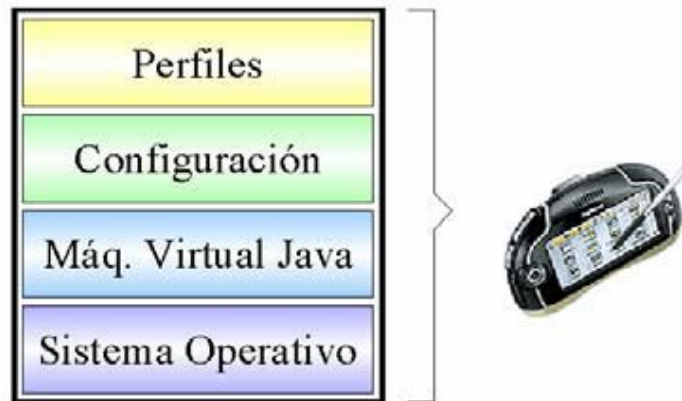 Perfiles
Configuración
Máq. Virtual Java
Sistema Operativo